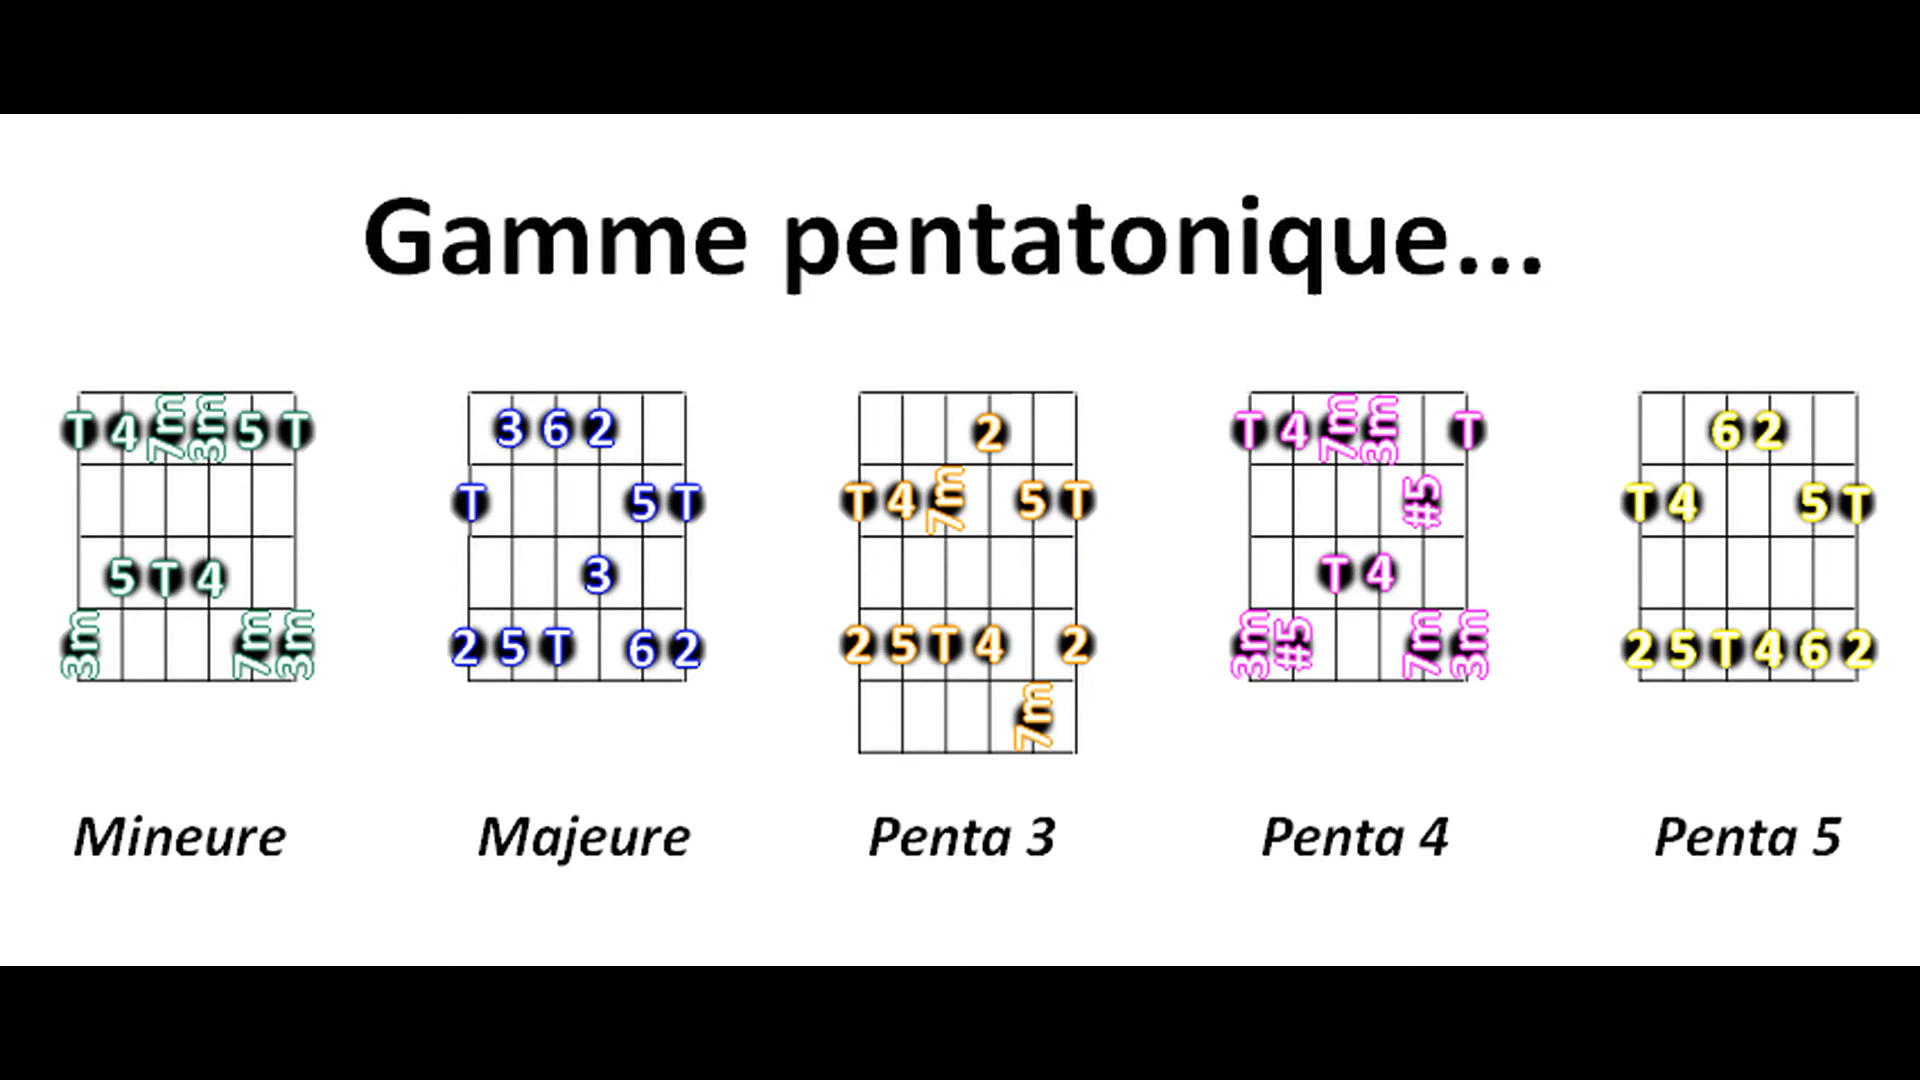 Gamme pentatonique...
T 4 7m 3m 5 T
5 T 4
3m 7m 3m
3 6 2
T 5 T
3
2 5 T 6 2
2
T 4 7m 5 T
2 5 T 4 2
7m
T 4 7m 3m T
#5
T 4
3m #5 7m 3m
6 2
T 4 5 T
2 5 T 4 6 2
Mineure
Majeure
Penta 3
Penta 4
Penta 5